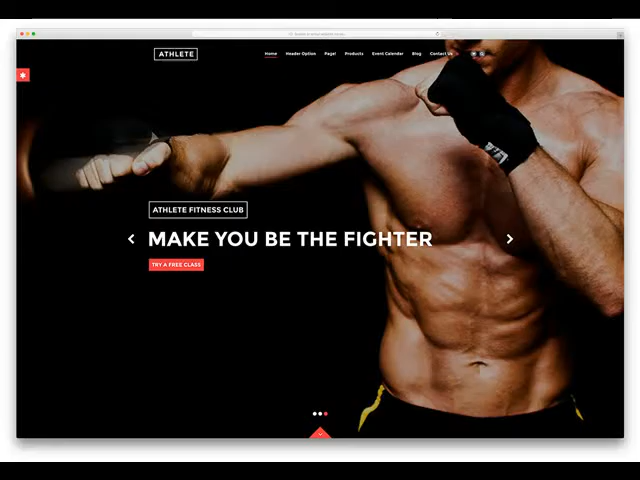 ATHLETE
Home Header Option Page! Products Event Calendar Blog Contact Us
ATHLETE FITNESS CLUB
MAKE YOU BE THE FIGHTER
TRY A FREE CLASS